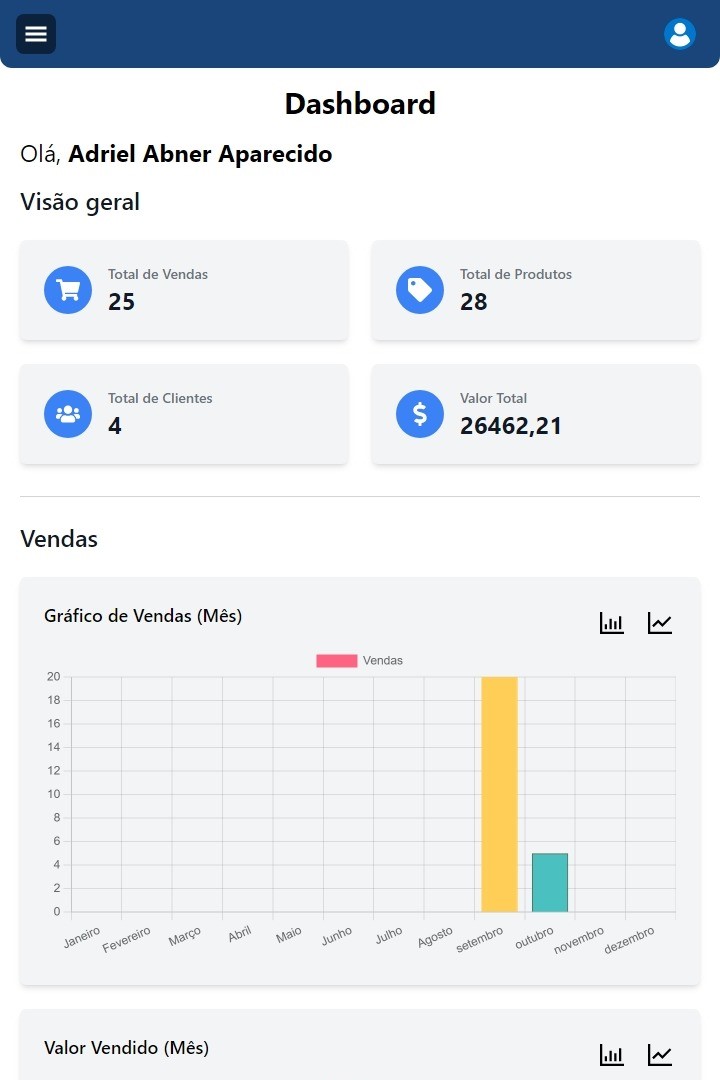 Dashboard
Olá, Adriel Abner Aparecido
Visão geral
Total de Vendas
25
Total de Produtos
28
Total de Clientes
4
Valor Total
26462,21
Vendas
Gráfico de Vendas (Mês)
Vendas
20
18
16
14
12
10
8
6
4
2
0
Janeiro
Fevereiro
Março
Abril
Maio
Junho
Julho
Agosto
setembro
outubro
novembro
dezembro
Valor Vendido (Mês)